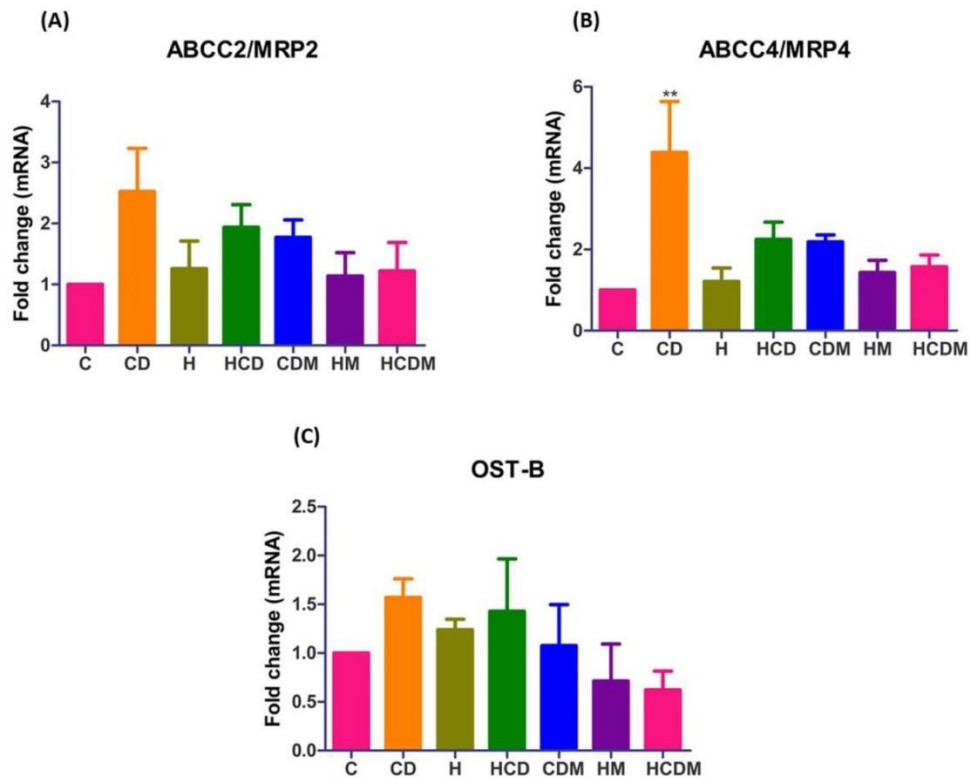 (A)
ABCC2/MRP2
Fold change (mRNA)
4
3
2
1
0
C CD H HCD CDM HM HCDM
(B)
ABCC4/MRP4
Fold change (mRNA)
6
4
2
0
**
C CD H HCD CDM HM HCDM
(C)
OST-B
Fold change (mRNA)
2.5
2.0
1.5
1.0
0.5
0.0
C CD H HCD CDM HM HCDM